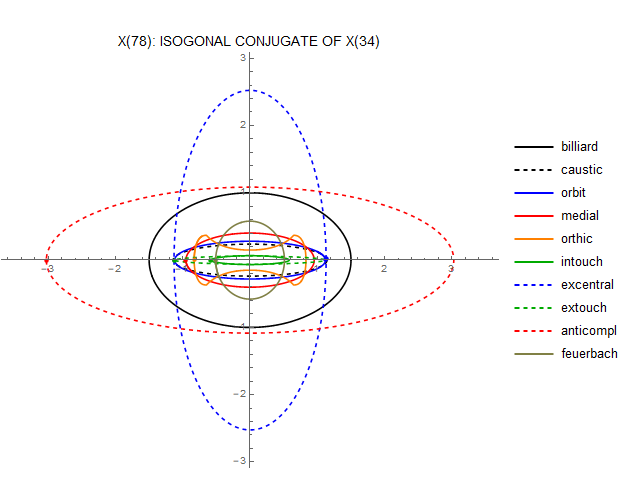 X(78): ISOGONAL CONJUGATE OF X(34)
3
2
1
-3
-2
1
2
3
-1
-2
-3
billiard
caustic
orbit
medial
orthic
intouch
excentral
extouch
anticompl
feuerbach